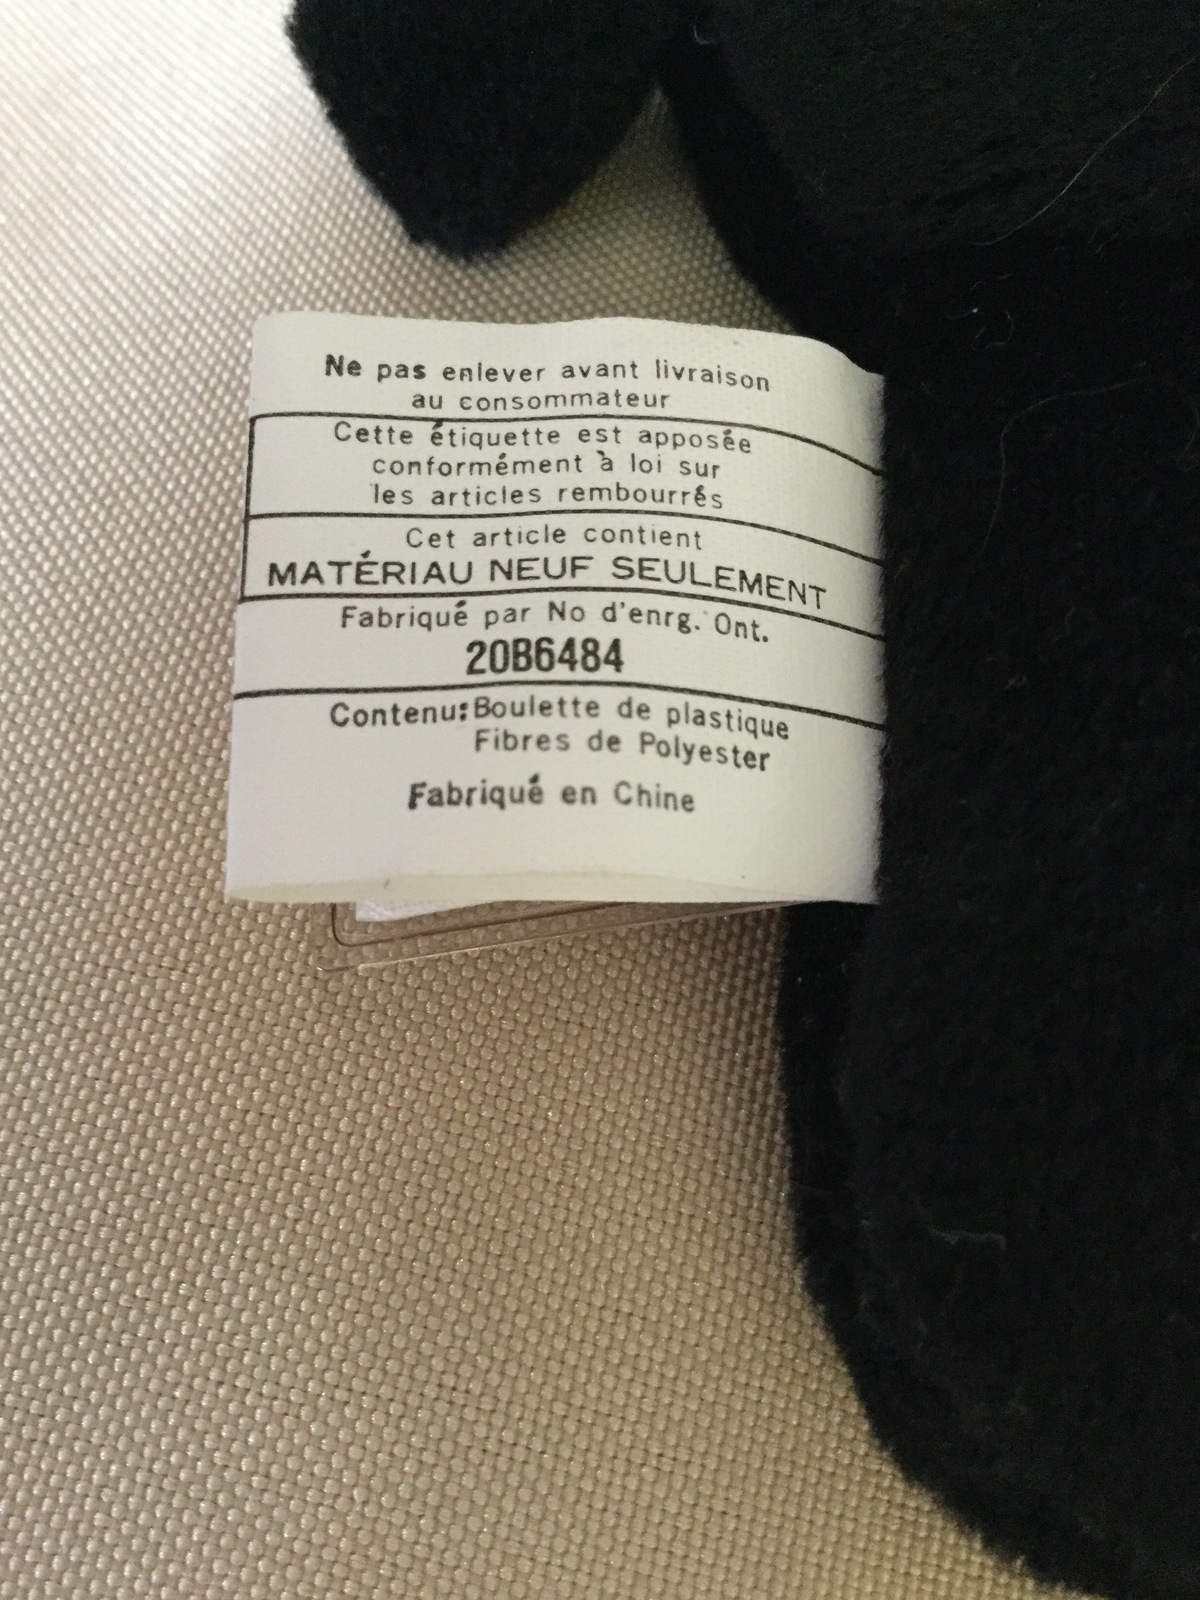 Ne pas enlever avant livraison
au consommateur
Cette étiquette est apposée
conformément à loi sur
les articles rembourrés
Cet article contient
MATÉRIAU NEUF SEULEMENT
Fabriqué par No d'enrg. Ont.
20B6484
Contenu: Boulette de plastique
Fibres de Polyester
Fabriqué en Chine